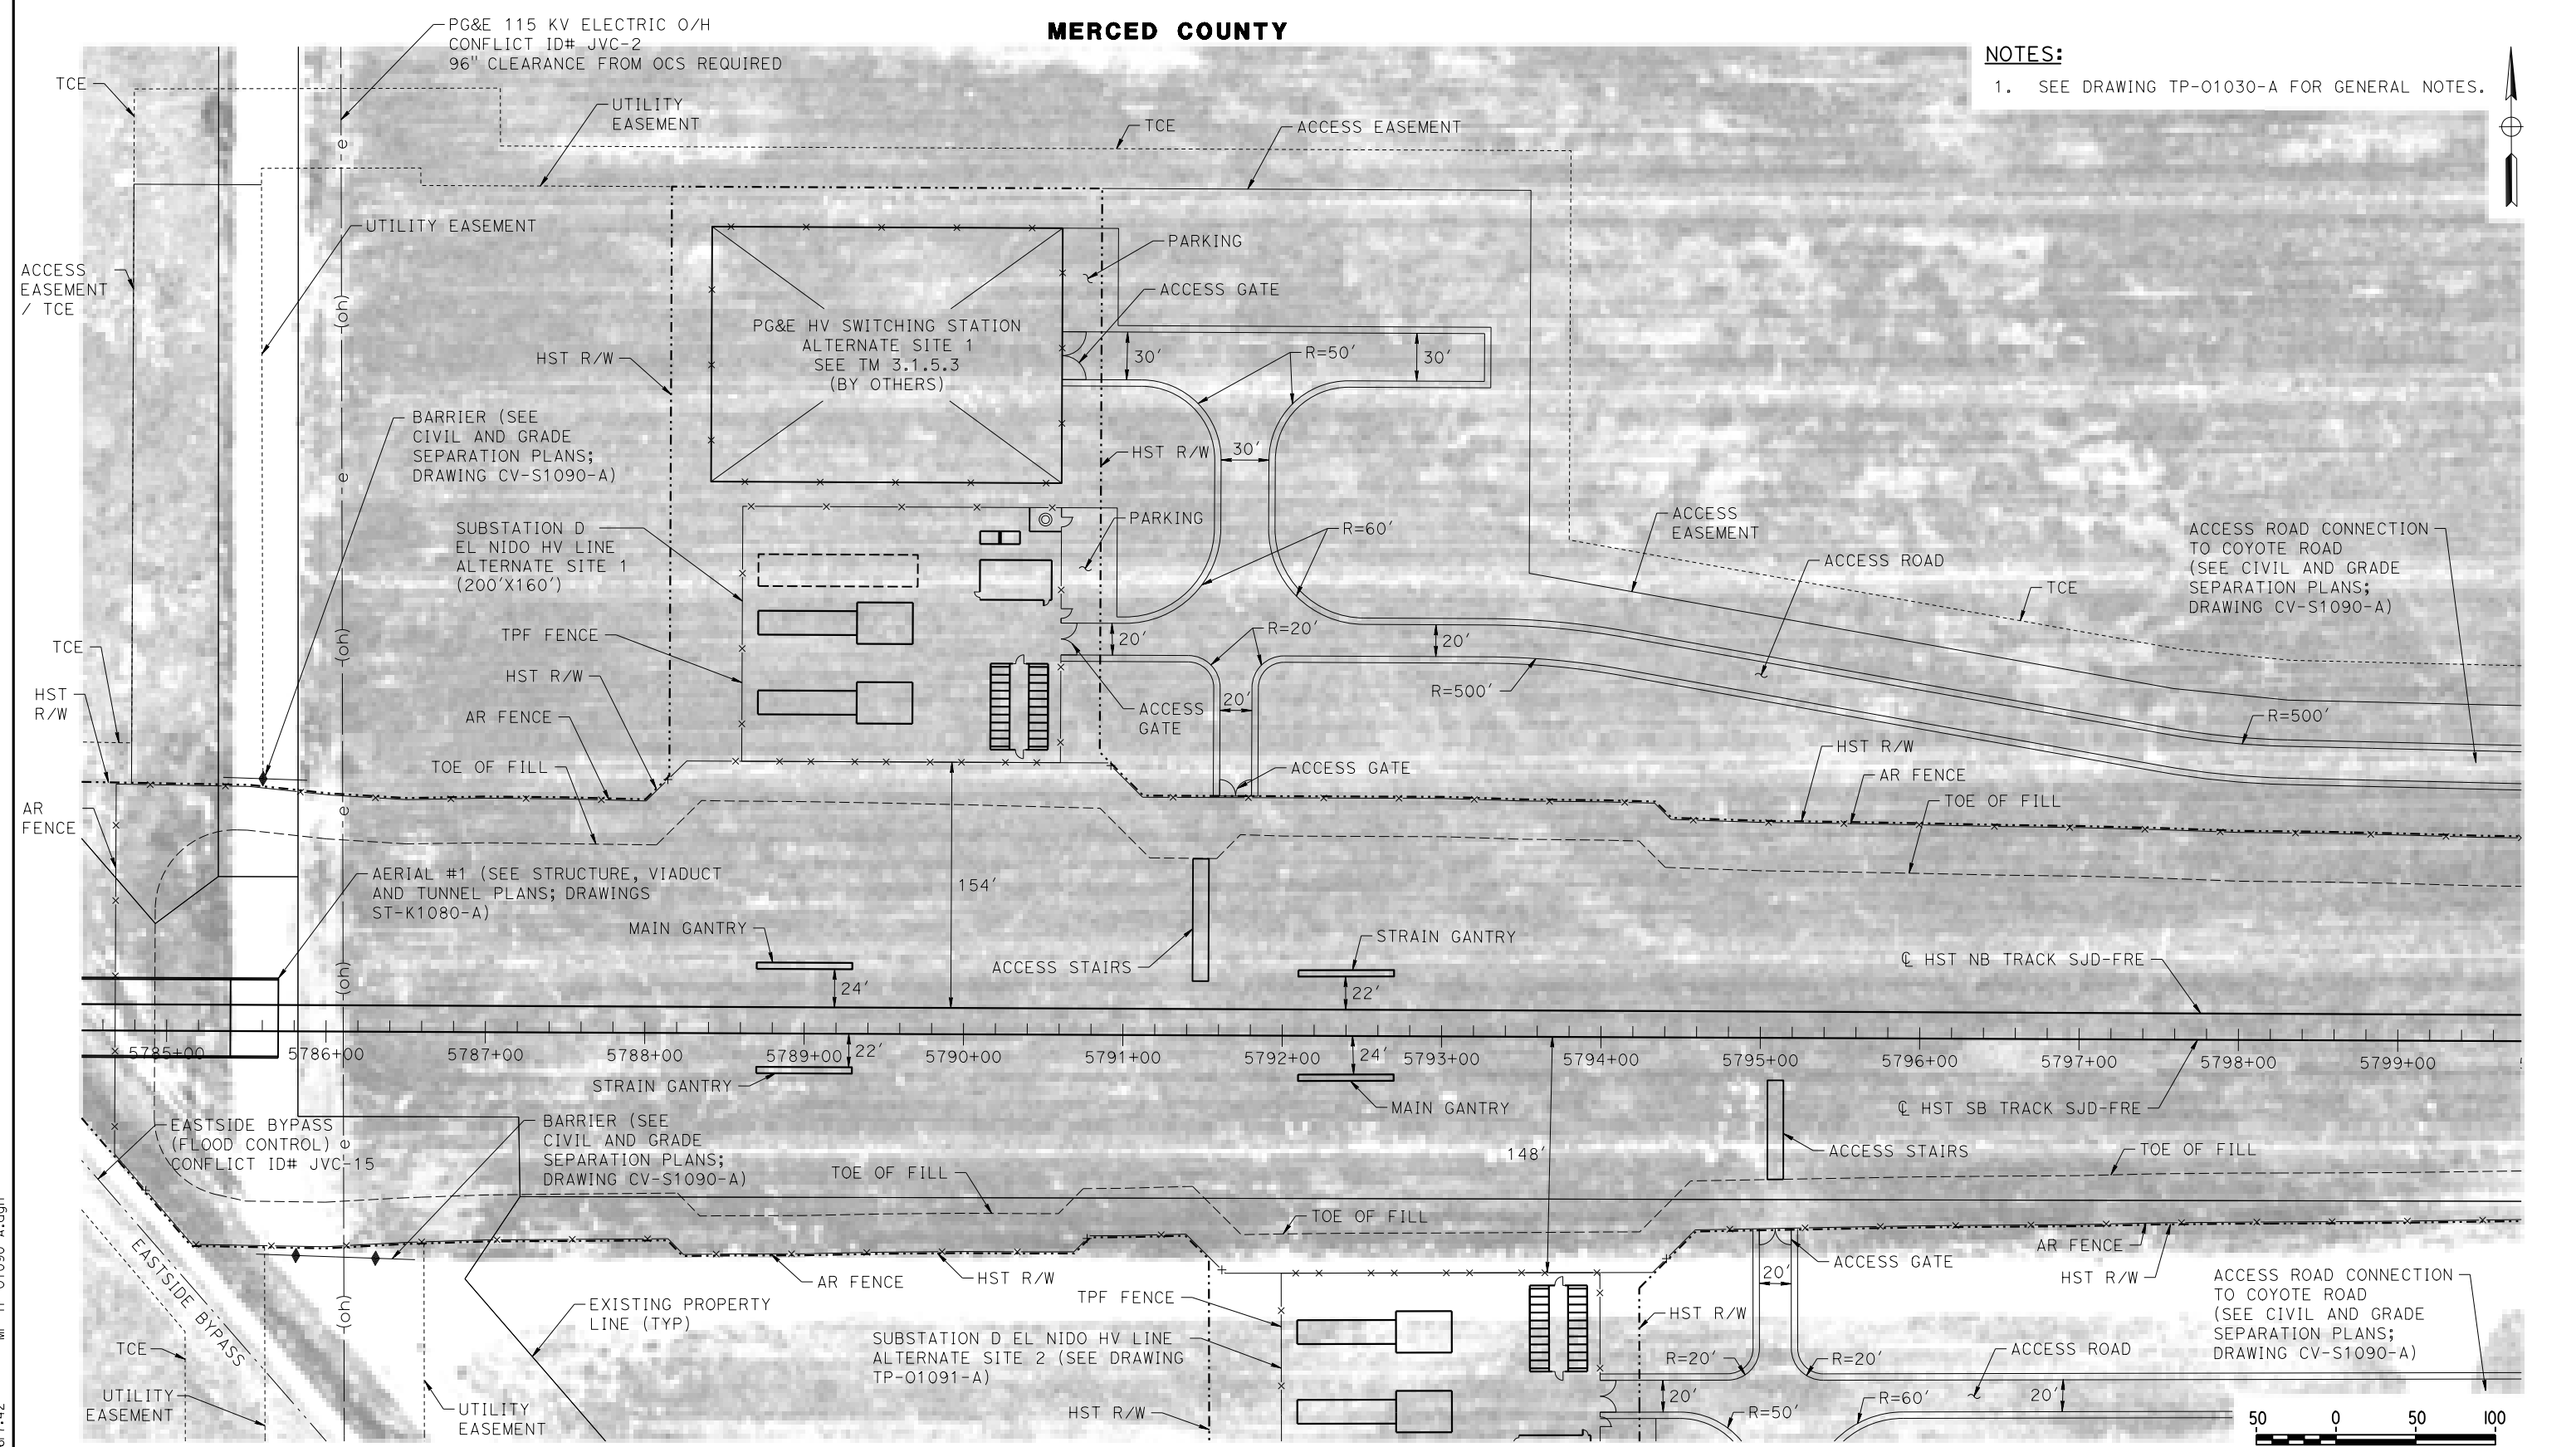 MERCED COUNTY
PG&E 115 KV ELECTRIC O/H
CONFLICT ID# JVC-2
96" CLEARANCE FROM OCS REQUIRED
NOTES:
1. SEE DRAWING TP-O1030-A FOR GENERAL NOTES.
TCE
UTILITY
EASEMENT
TCE
ACCESS EASEMENT
e
UTILITY EASEMENT
PARKING
ACCESS
EASEMENT
/ TCE
ACCESS GATE
(oh)
PG&E HV SWITCHING STATION
ALTERNATE SITE 1
SEE TM 3.1.5.3
(BY OTHERS)
HST R/W
30'
R=50'
30'
BARRIER (SEE
CIVIL AND GRADE
SEPARATION PLANS;
DRAWING CV-S1090-A)
HST R/W
30'
e
SUBSTATION D
EL NIDO HV LINE
ALTERNATE SITE 1
(200'X160')
PARKING
R=60'
ACCESS
EASEMENT
ACCESS ROAD
TCE
ACCESS ROAD CONNECTION
TO COYOTE ROAD
(SEE CIVIL AND GRADE
SEPARATION PLANS;
DRAWING CV-S1090-A)
TPF FENCE
20'
R=20'
20'
(oh)
TCE
HST R/W
HST
R/W
R=500'
20'
ACCESS
GATE
AR FENCE
R=500'
TOE OF FILL
ACCESS GATE
HST R/W
AR FENCE
TOE OF FILL
e
AR
FENCE
AERIAL #1 (SEE STRUCTURE, VIADUCT
AND TUNNEL PLANS; DRAWINGS
ST-K1080-A)
154'
MAIN GANTRY
STRAIN GANTRY
ACCESS STAIRS
℄ HST NB TRACK SJD-FRE
(oh)
24'
22'
5785+00
5786+00
5787+00
5788+00
5789+00
22'
5790+00
5791+00
5792+00
24'
5793+00
5794+00
5795+00
5796+00
5797+00
5798+00
5799+00
STRAIN GANTRY
MAIN GANTRY
℄ HST SB TRACK SJD-FRE
EASTSIDE BYPASS
(FLOOD CONTROL)
CONFLICT ID# JVC-15
e
BARRIER (SEE
CIVIL AND GRADE
SEPARATION PLANS;
DRAWING CV-S1090-A)
TOE OF FILL
148'
ACCESS STAIRS
TOE OF FILL
TOE OF FILL
EASTSIDE BYPASS
AR FENCE
HST R/W
ACCESS GATE
AR FENCE
HST R/W
20'
(oh)
EXISTING PROPERTY
LINE (TYP)
TPF FENCE
HST R/W
ACCESS ROAD CONNECTION
TO COYOTE ROAD
(SEE CIVIL AND GRADE
SEPARATION PLANS;
DRAWING CV-S1090-A)
SUBSTATION D EL NIDO HV LINE
ALTERNATE SITE 2 (SEE DRAWING
TP-O1091-A)
TCE
R=20'
R=20'
ACCESS ROAD
UTILITY
EASEMENT
UTILITY
EASEMENT
HST R/W
20'
R=50'
R=60'
20'
50 0 50 100